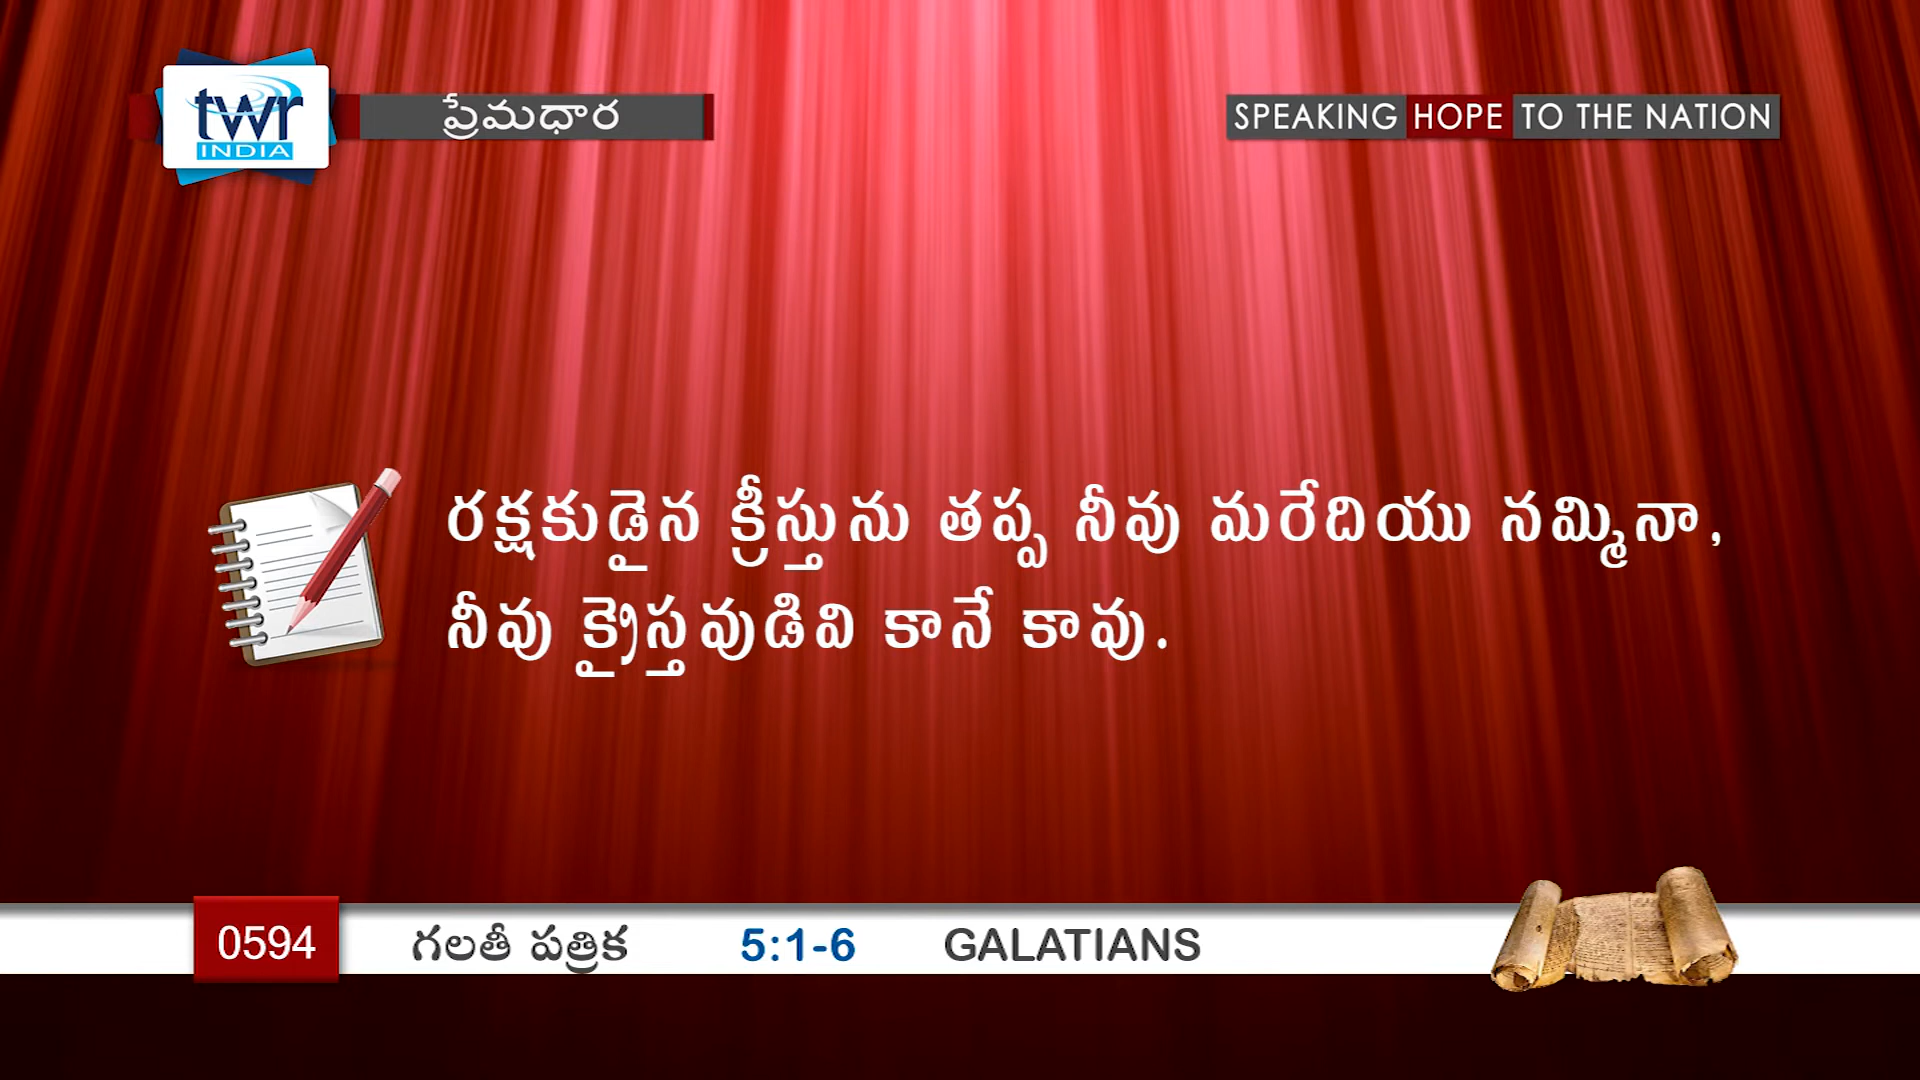 twr
INDIA
ప్రేమధార
SPEAKING HOPE TO THE NATION
రక్షకుడైన క్రీస్తును తప్ప నీవు మరేదియు నమ్మినా,
నీవు క్రైస్తవుడివి కానే కావు.
0594 గలతీ పత్రిక 5:1-6 GALATIANS